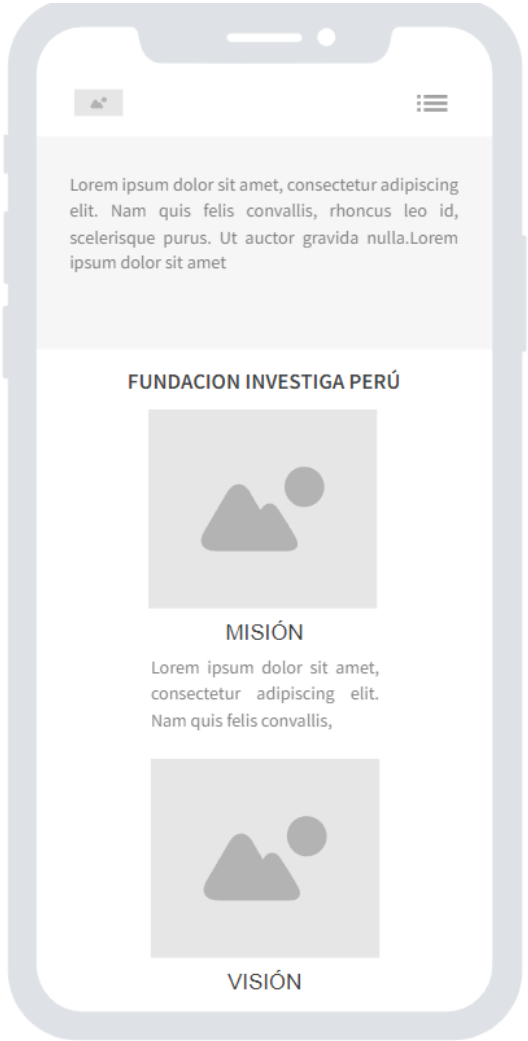 Lorem ipsum dolor sit amet, consectetur adipiscing
elit. Nam quis felis convallis, rhoncus leo id,
scelerisque purus. Ut auctor gravida nulla.Lorem
ipsum dolor sit amet
FUNDACION INVESTIGA PERÚ
MISIÓN
Lorem ipsum dolor sit amet,
consectetur adipiscing elit.
Nam quis felis convallis,
VISIÓN